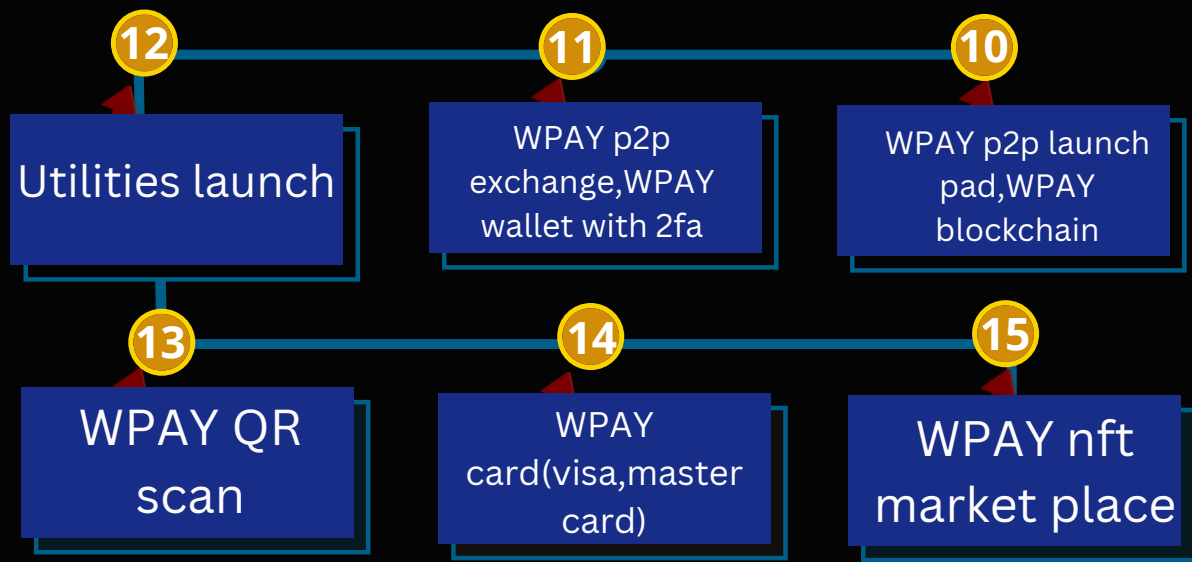 12
11
10
Utilities launch
WPAY p2p
exchange,WPAY
wallet with 2fa
WPAY p2p launch
pad,WPAY
blockchain
13
14
15
WPAY QR
scan
WPAY
card(visa,master
card)
WPAY nft
market place